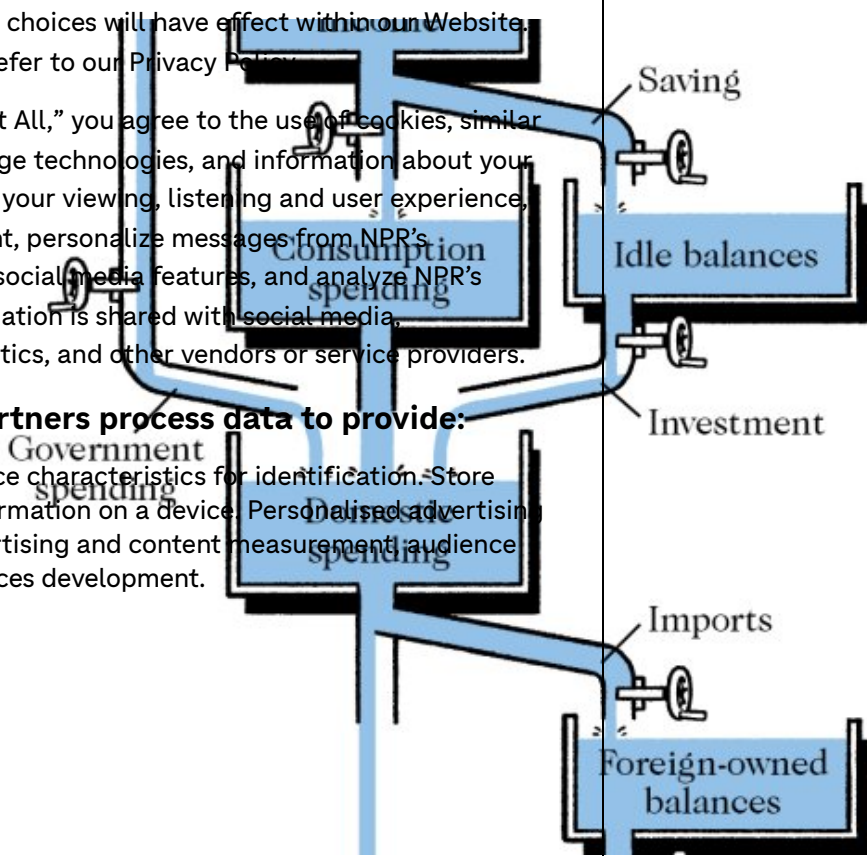 choices will have effect within our Website.
efer to our Privacy Policy.
t All,” you agree to the use of cookies, similar
ge technologies, and information about your
your viewing, listening and user experience,
nt, personalize messages from NPR’s
social media features, and analyze NPR’s
ation is shared with social media,
tics, and other vendors or service providers.
rtners process data to provide:
ce characteristics for identification. Store
rmation on a device. Personalised advertising
rtising and content measurement, audience
ces development.
income
Saving
Consumption
spending
Idle balances
Government
spending
Investment
Domestic
spending
Imports
Foreign-owned
balances